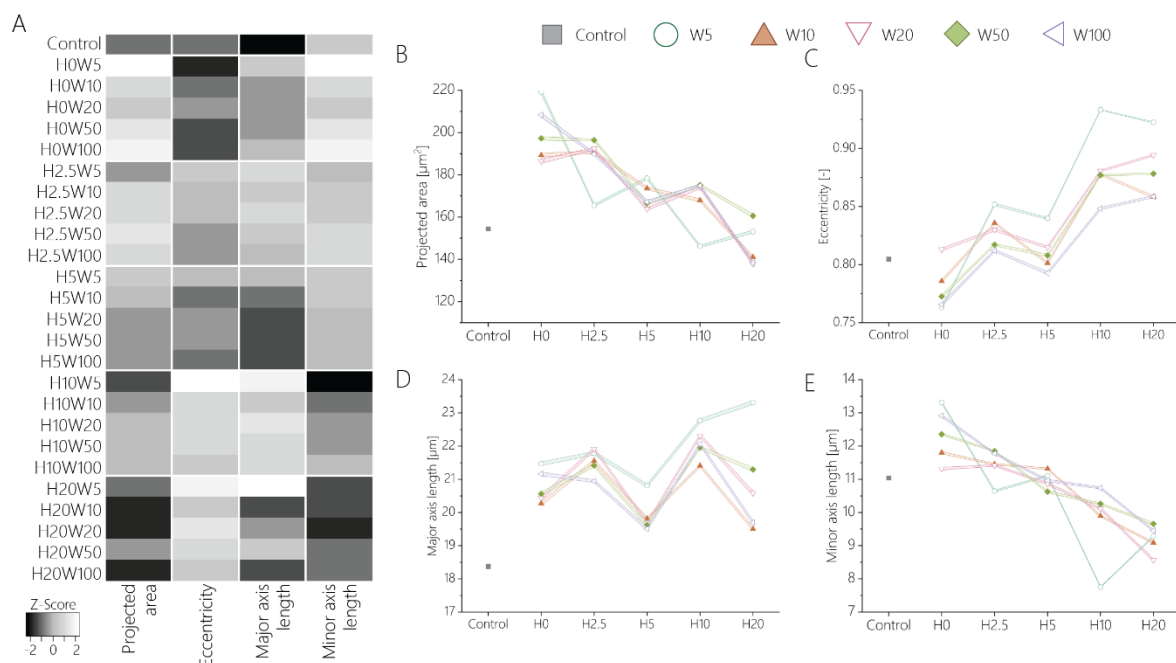 A
Control
H0W5
H0W10
H0W20
H0W50
H0W100
H2.5W5
H2.5W10
H2.5W20
H2.5W50
H2.5W100
H5W5
H5W10
H5W20
H5W50
H5W100
H10W5
H10W10
H10W20
H10W50
H10W100
H20W5
H20W10
H20W20
H20W50
H20W100
Projected
area
Eccentricity
Major axis
length
Minor axis
length
Z-Score
-2 0 2
Control W5 W10 W20 W50 W100
B
Projected area [µm²]
220
200
180
160
140
120
Control H0 H2.5 H5 H10 H20
C
Eccentricity [-]
0.95
0.90
0.85
0.80
0.75
Control H0 H2.5 H5 H10 H20
D
Major axis length [µm]
24
23
22
21
20
19
18
17
Control H0 H2.5 H5 H10 H20
E
Minor axis length [µm]
14
13
12
11
10
9
8
7
Control H0 H2.5 H5 H10 H20